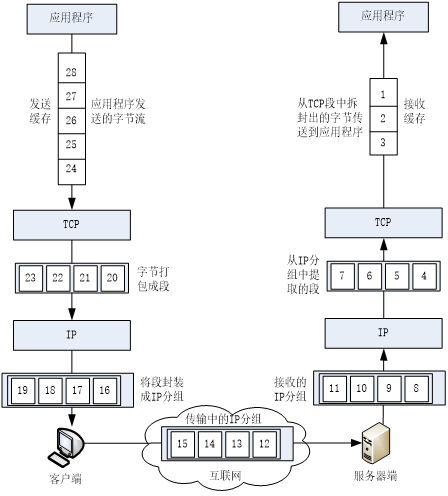 应用程序
28
27
26
25
24
发送
缓存
应用程序发
送的字节流
TCP
23 22 21 20
字节打
包成段
IP
19 18 17 16
将段封装
成IP分组
客户端
传输中的IP分组
15 14 13 12
互联网
应用程序
1
2
3
从TCP段中拆
封出的字节传
送到应用程序
接收
缓存
TCP
从IP分
组中提
取的段
7 6 5 4
IP
接收的
IP分组
11 10 9 8
服务器端